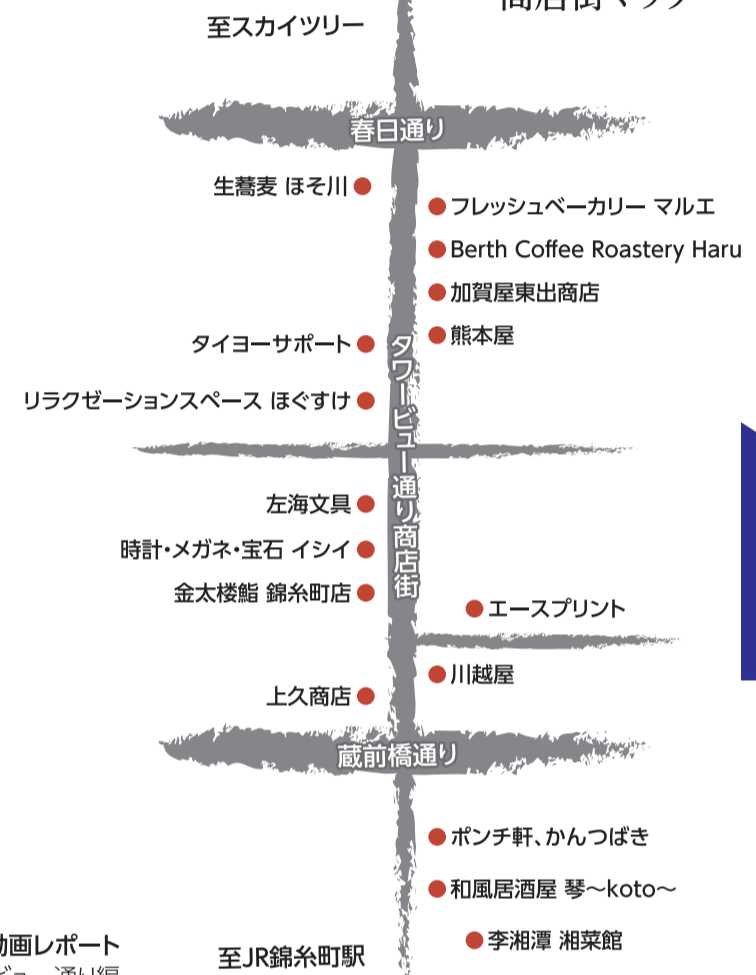 至スカイツリー
春日通り
生蕎麦 ほそ川
フレッシュベーカリー マルエ
Berth Coffee Roastery Haru
加賀屋東出商店
熊本屋
タイヨーサポート
リラクゼーションスペース ほぐすけ
タワービュー通り商店街
左海文具
時計・メガネ・宝石 イシイ
金太楼鮨 錦糸町店
エースプリント
川越屋
上久商店
蔵前橋通り
ポンチ軒、かんつばき
和風居酒屋 琴〜koto〜
李湘潭 湘菜館
至JR錦糸町駅
動画レポート